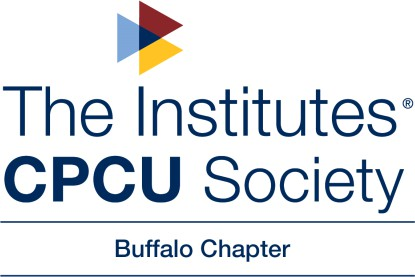 The Institutes®
CPCU Society
Buffalo Chapter